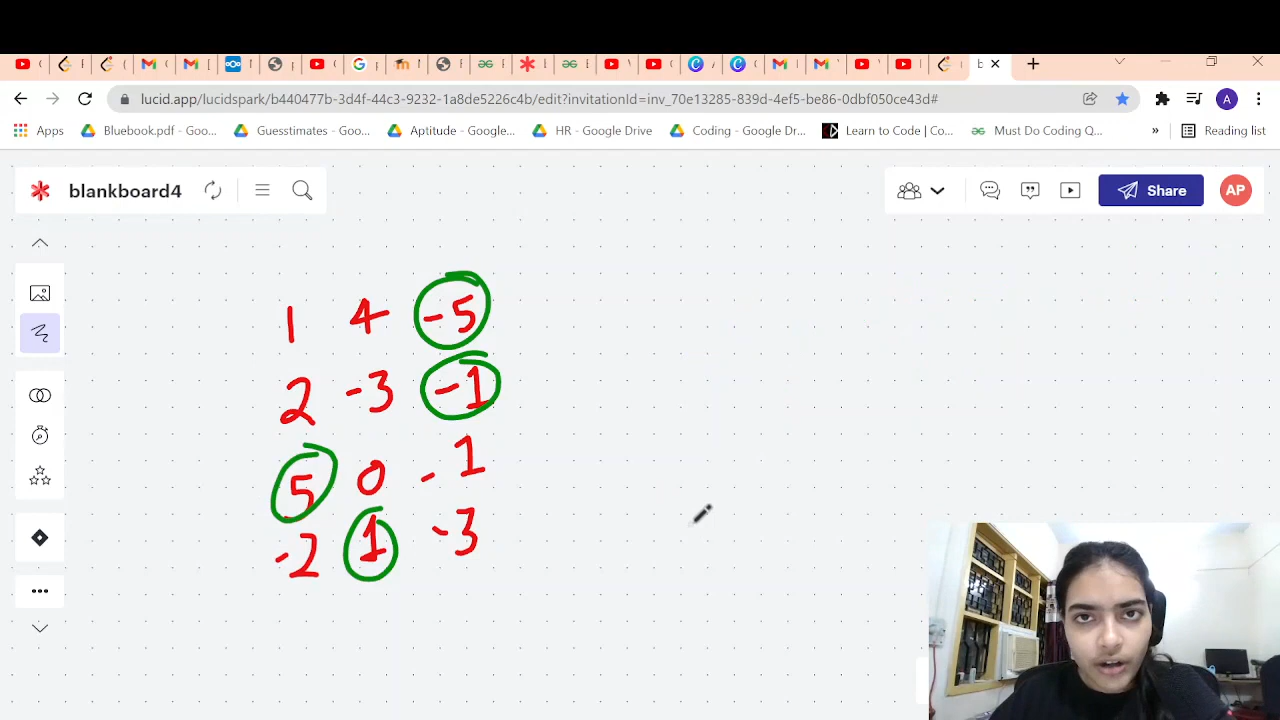 lucid.app/lucidspark/b440477b-3d4f-44c3-9232-1a8de5226c4b/edit?invitationId=inv_70e13285-839d-4ef5-be86-0dbf050ce43d#
A
Apps Bluebook.pdf - Goo... Guesstimates - Goo... Aptitude - Google... HR - Google Drive Coding - Google Dr... Learn to Code | Co... Must Do Coding Q... » Reading list
blankboard4 Share AP
1 4 -5
2 -3 -1
5 0 -1
-2 1 -3